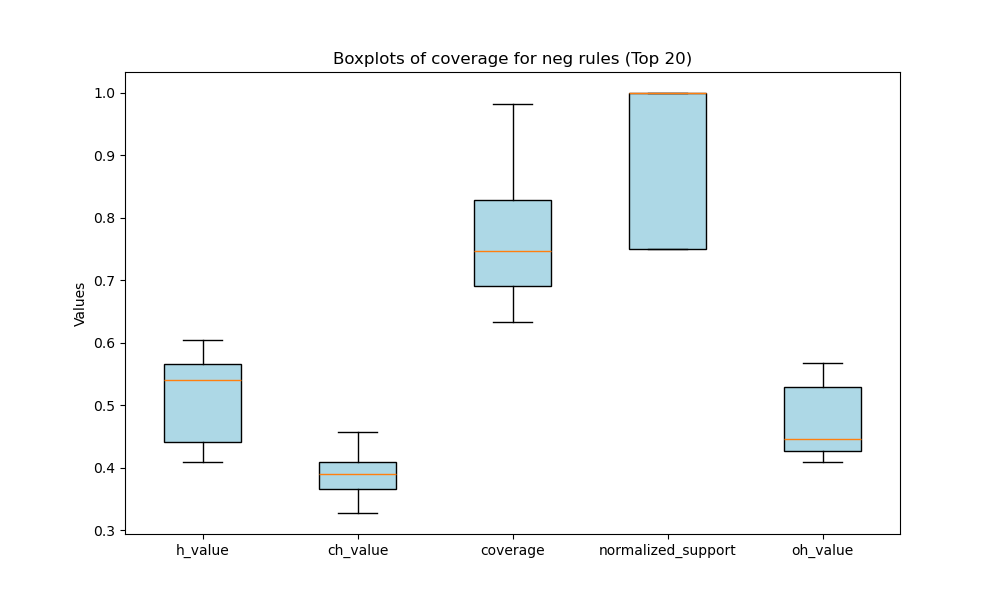 Boxplots of coverage for neg rules (Top 20)
Values
1.0
0.9
0.8
0.7
0.6
0.5
0.4
0.3
h_value ch_value coverage normalized_support oh_value